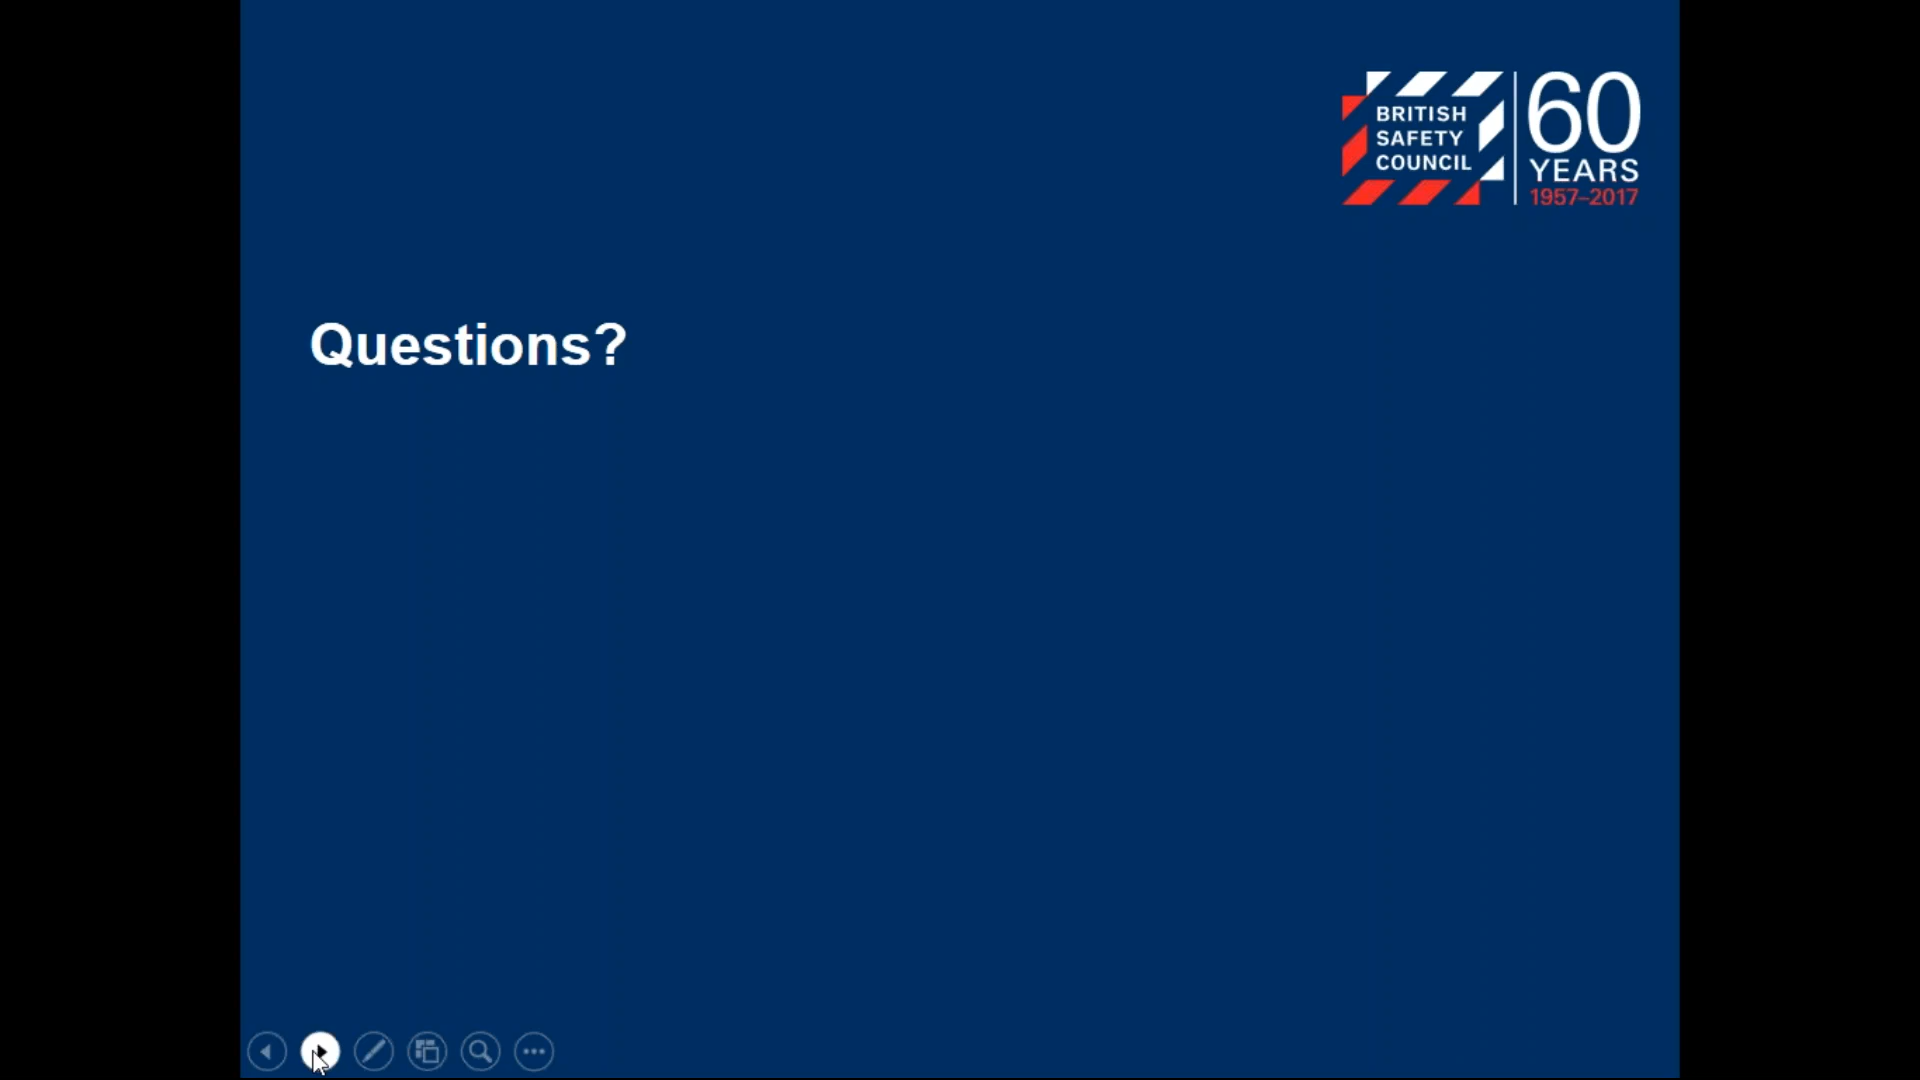 BRITISH
SAFETY
COUNCIL
60
YEARS
1957–2017
Questions?